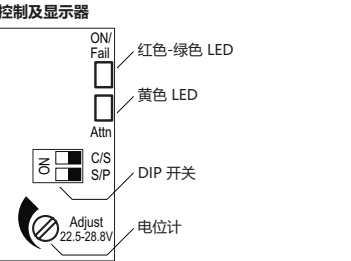 控制及显示器
ON/
Fail
红色-绿色 LED
黄色 LED
Attn
ON
C/S
S/P
DIP 开关
Adjust
22.5-28.8V
电位计